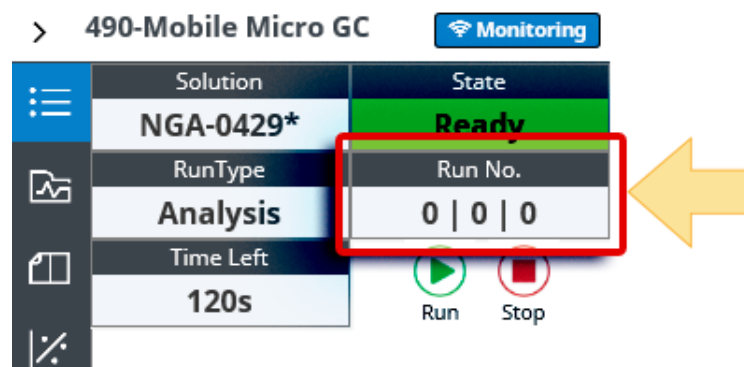 490-Mobile Micro GC
Monitoring
Solution
State
NGA-0429*
Ready
RunType
Run No.
Analysis
0 | 0 | 0
Time Left
120s
Run
Stop